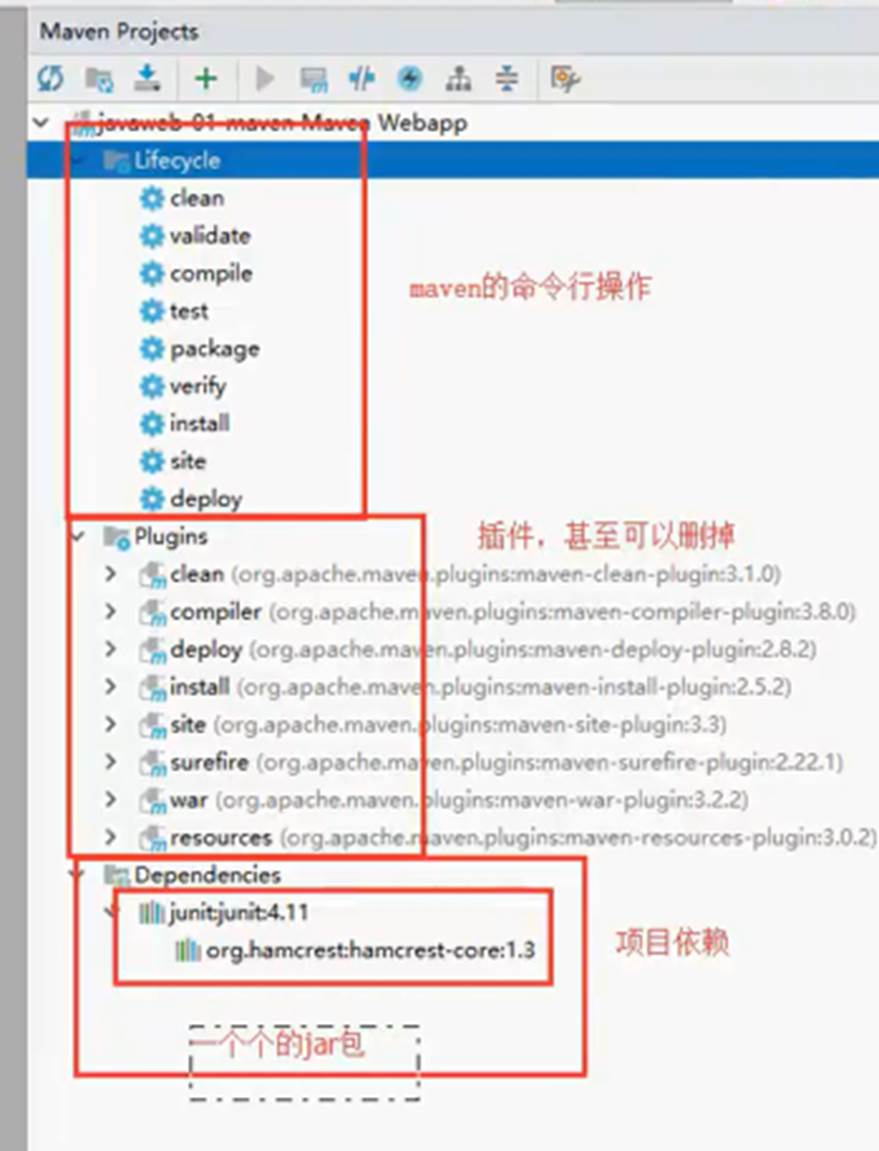 Maven Projects
javaweb-01-maven Maven Webapp
Lifecycle
clean
validate
compile
maven的命令行操作
test
package
verify
install
site
deploy
Plugins
插件，甚至可以删掉
clean (org.apache.maven.plugins:maven-clean-plugin:3.1.0)
compiler (org.apache.maven.plugins:maven-compiler-plugin:3.8.0)
deploy (org.apache.maven.plugins:maven-deploy-plugin:2.8.2)
install (org.apache.maven.plugins:maven-install-plugin:2.5.2)
site (org.apache.maven.plugins:maven-site-plugin:3.3)
surefire (org.apache.maven.plugins:maven-surefire-plugin:2.22.1)
war (org.apache.maven.plugins:maven-war-plugin:3.2.2)
resources (org.apache.maven.plugins:maven-resources-plugin:3.0.2)
Dependencies
junit:junit:4.11
org.hamcrest:hamcrest-core:1.3
项目依赖
一个个的jar包